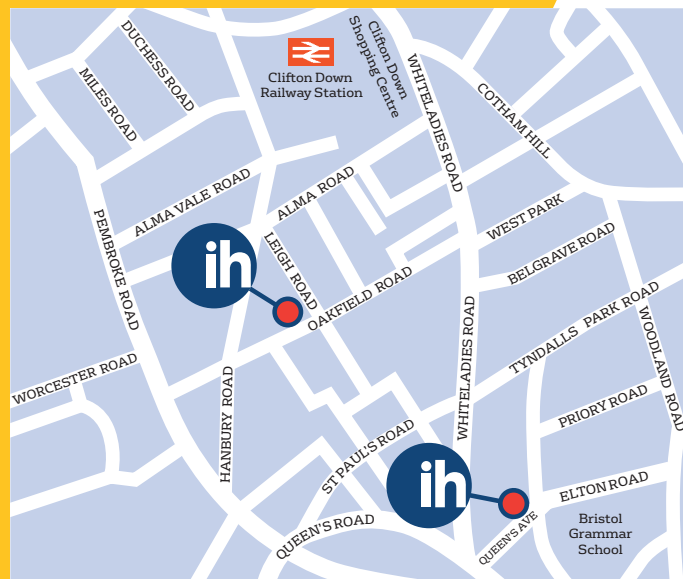 DUCHESS ROAD
MILES ROAD
Clifton Down
Railway Station
Clifton Down
Shopping Centre
WHITELADIES ROAD
COTHAM HILL
ALMA VALE ROAD
ALMA ROAD
PEMBROKE ROAD
LEIGH ROAD
WEST PARK
BELGRAVE ROAD
ih
OAKFIELD ROAD
TYNDALLS PARK ROAD
WOODLAND ROAD
WORCESTER ROAD
HANBURY ROAD
WHITELADIES ROAD
PRIORY ROAD
ST PAUL'S ROAD
ih
ELTON ROAD
QUEEN'S ROAD
QUEEN'S AVE
Bristol
Grammar
School